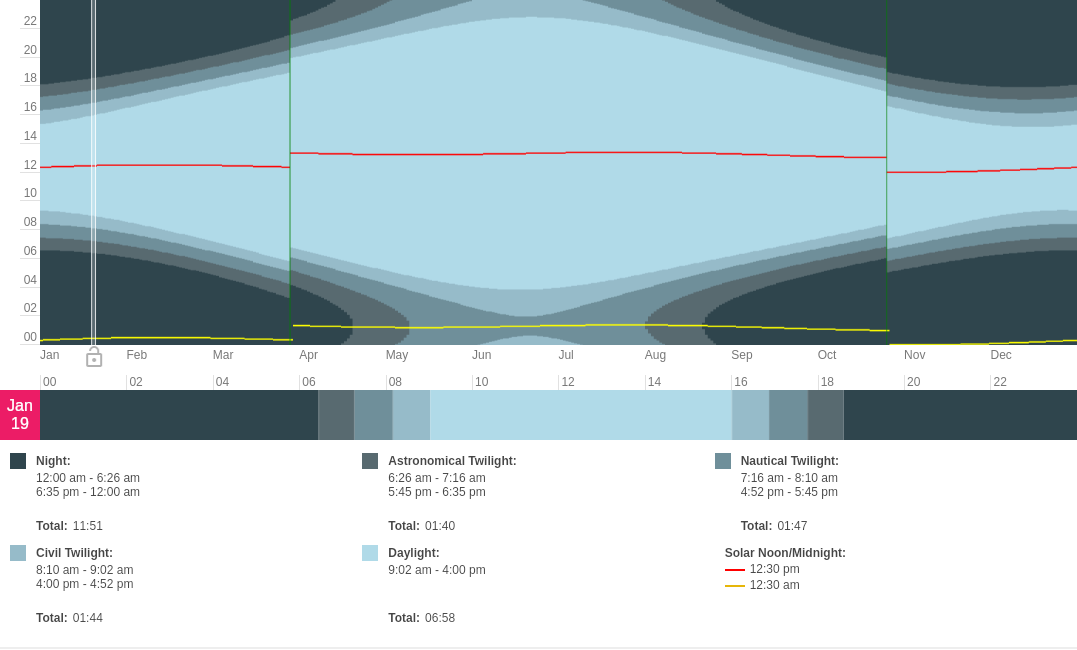 22
20
18
16
14
12
10
08
06
04
02
00
Jan Feb Mar Apr May Jun Jul Aug Sep Oct Nov Dec
00 02 04 06 08 10 12 14 16 18 20 22
Jan
19
Night:
12:00 am - 6:26 am
6:35 pm - 12:00 am
Total: 11:51
Astronomical Twilight:
6:26 am - 7:16 am
5:45 pm - 6:35 pm
Total: 01:40
Nautical Twilight:
7:16 am - 8:10 am
4:52 pm - 5:45 pm
Total: 01:47
Civil Twilight:
8:10 am - 9:02 am
4:00 pm - 4:52 pm
Total: 01:44
Daylight:
9:02 am - 4:00 pm
Total: 06:58
Solar Noon/Midnight:
12:30 pm
12:30 am